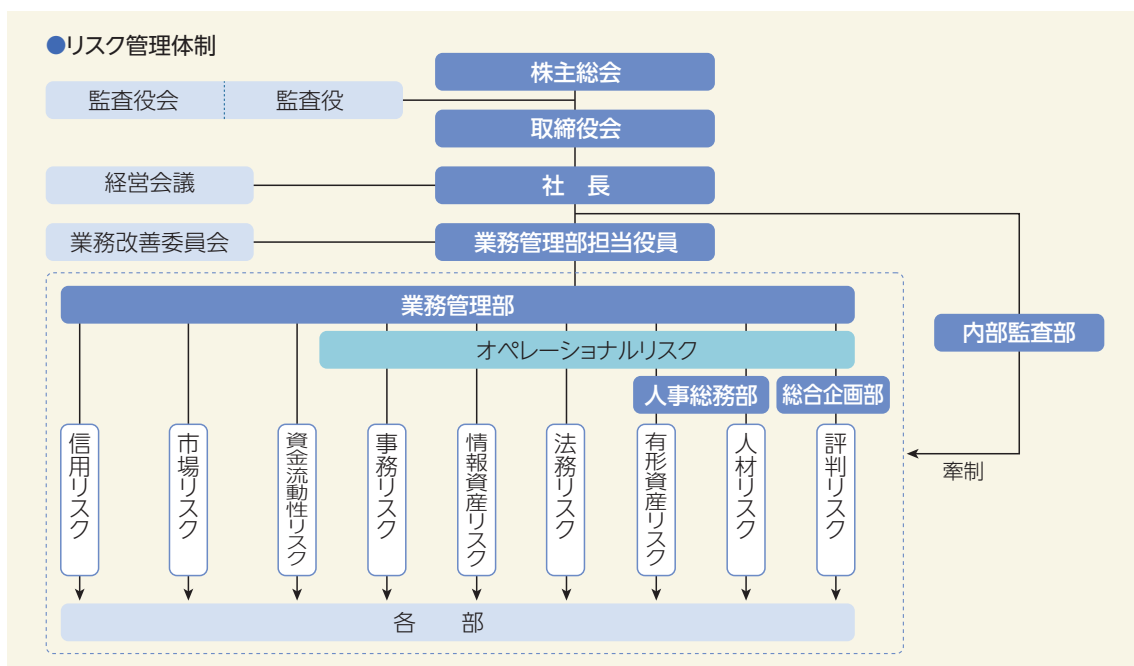 ●リスク管理体制
株主総会
監査役会
監査役
取締役会
経営会議
社　長
業務改善委員会
業務管理部担当役員
業務管理部
内部監査部
オペレーショナルリスク
人事総務部
総合企画部
信用リスク
市場リスク
資金流動性リスク
事務リスク
情報資産リスク
法務リスク
有形資産リスク
人材リスク
評判リスク
牽制
各　部